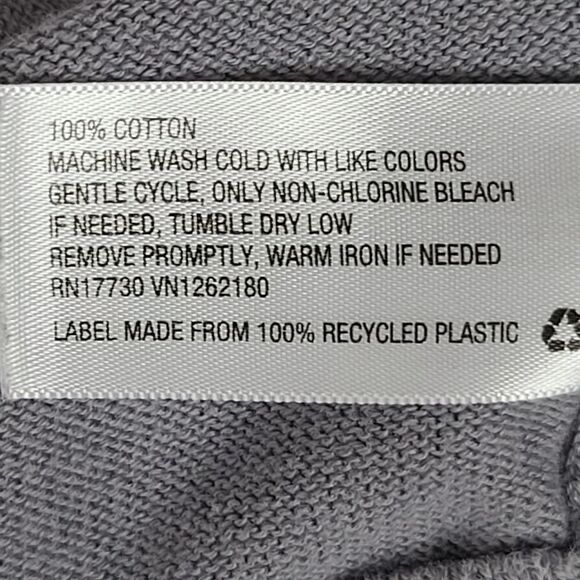 100% COTTON
MACHINE WASH COLD WITH LIKE COLORS
GENTLE CYCLE, ONLY NON-CHLORINE BLEACH
IF NEEDED, TUMBLE DRY LOW
REMOVE PROMPTLY, WARM IRON IF NEEDED
RN17730 VN1262180
LABEL MADE FROM 100% RECYCLED PLASTIC